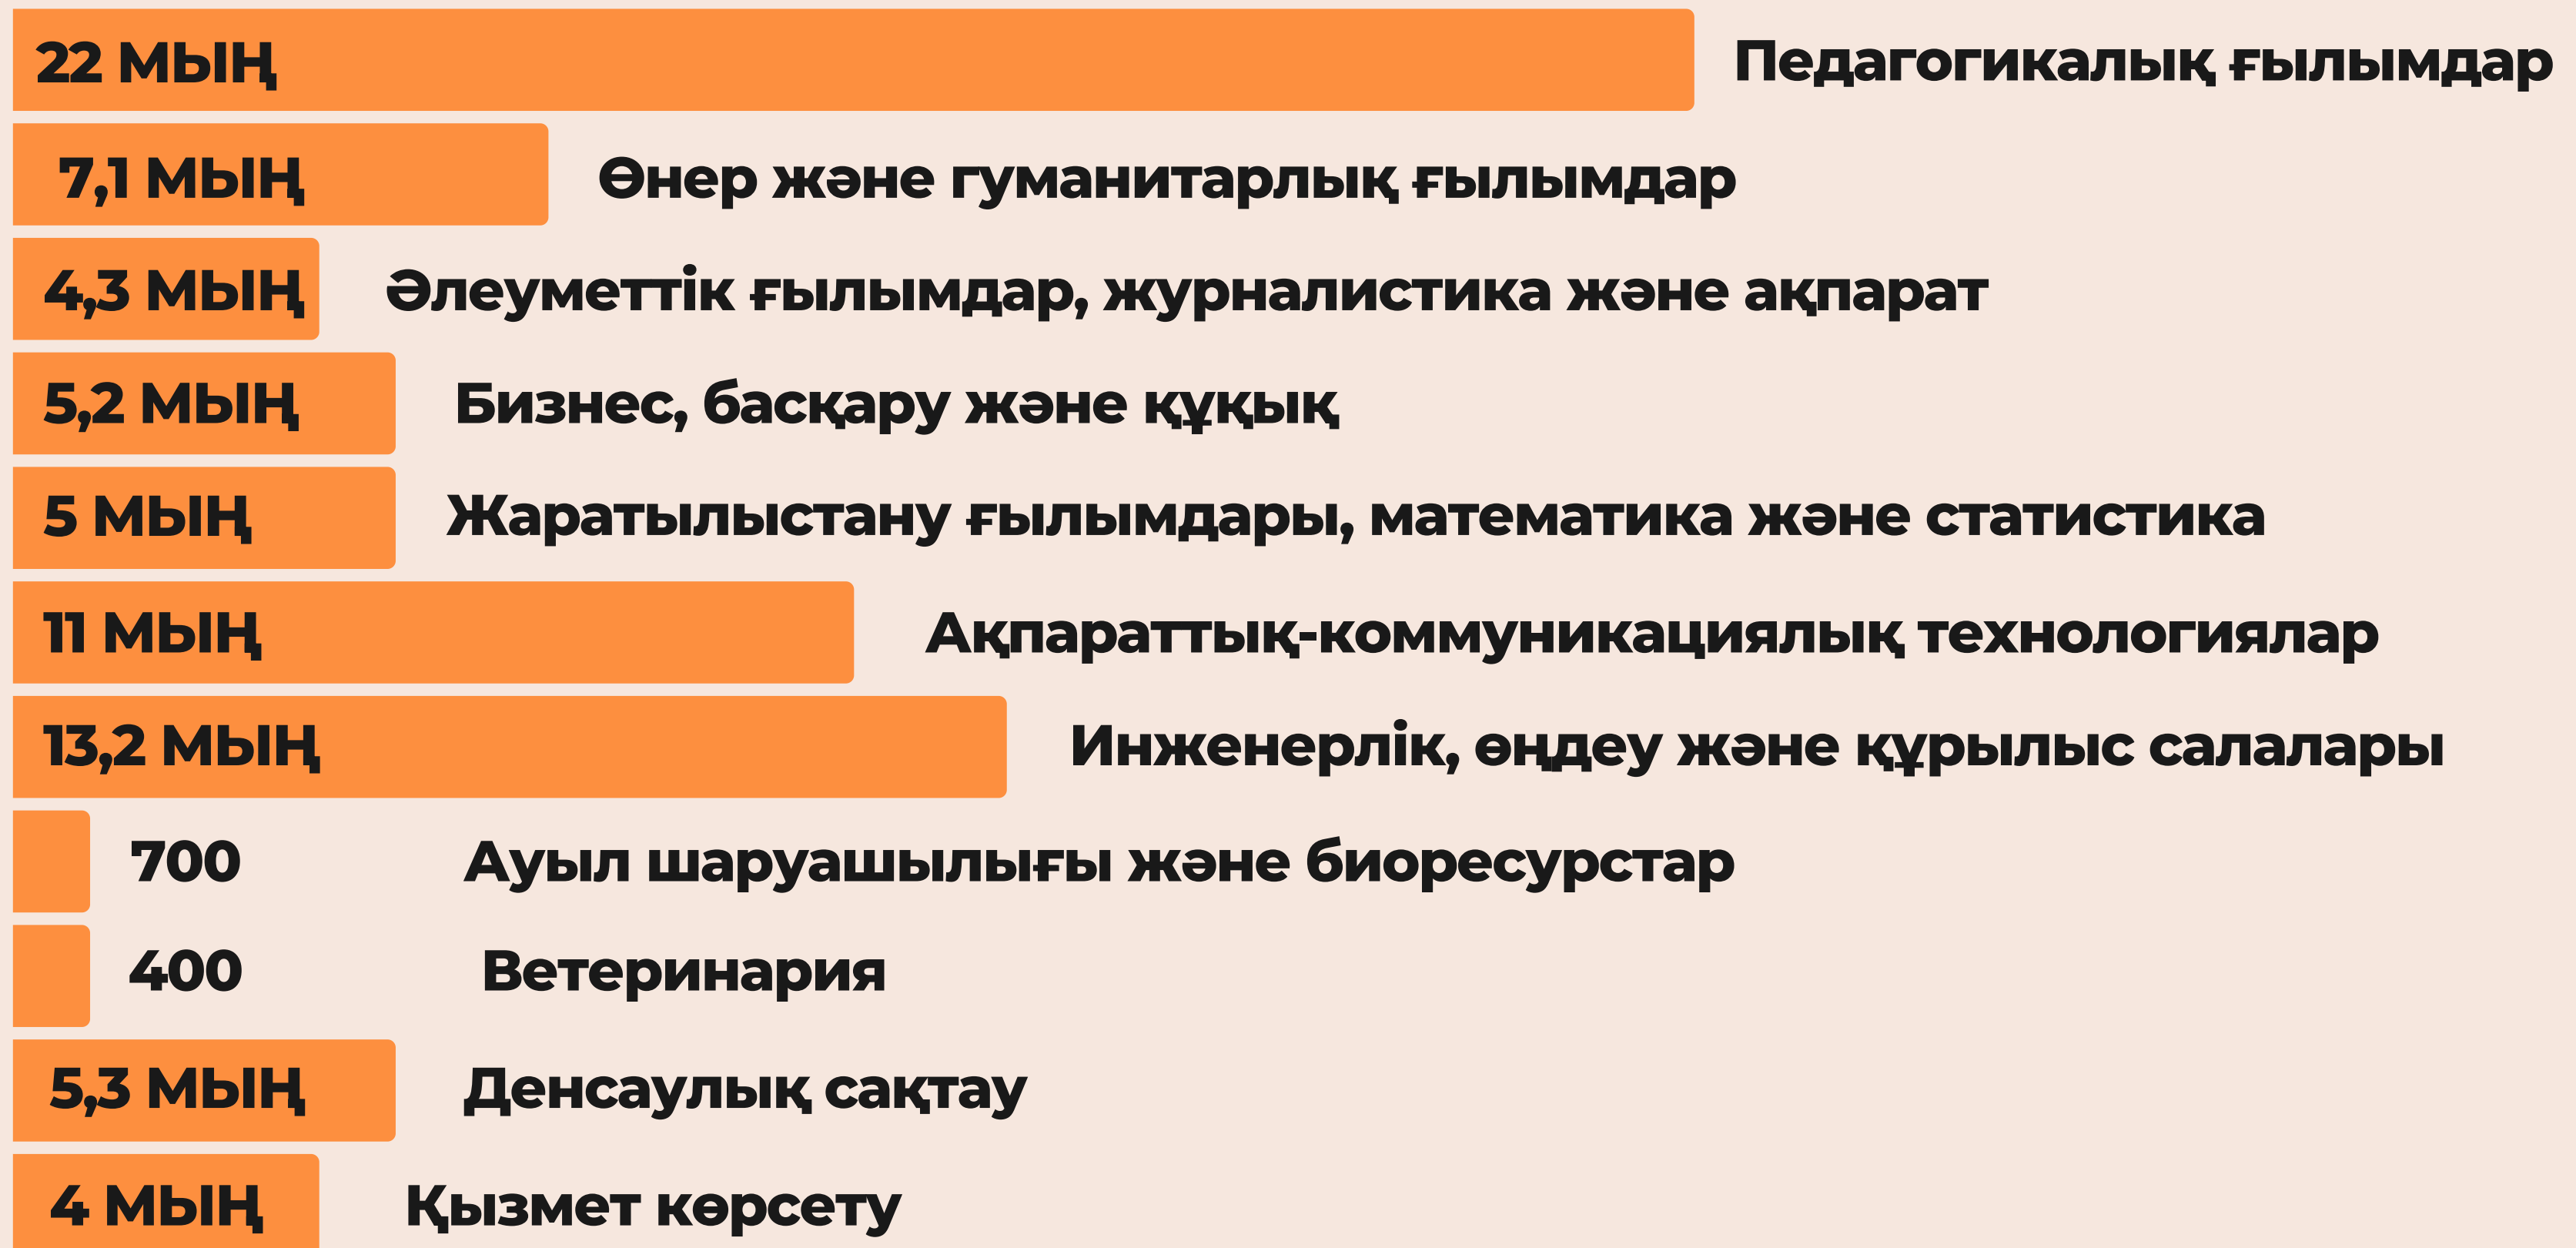 22 МЫҢ Педагогикалық ғылымдар
7,1 МЫҢ Өнер және гуманитарлық ғылымдар
4,3 МЫҢ Әлеуметтік ғылымдар, журналистика және ақпарат
5,2 МЫҢ Бизнес, басқару және құқық
5 МЫҢ Жаратылыстану ғылымдары, математика және статистика
11 МЫҢ Ақпараттық-коммуникациялық технологиялар
13,2 МЫҢ Инженерлік, өңдеу және құрылыс салалары
700 Ауыл шаруашылығы және биоресурстар
400 Ветеринария
5,3 МЫҢ Денсаулық сақтау
4 МЫҢ Қызмет көрсету